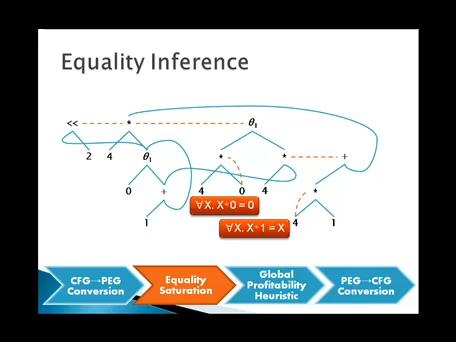 Equality Inference
<< * θ₁
2 4 θ₁ * * +
0 + 4 0 4 *
∀X. X*0 = 0
1 4 1
∀X. X*1 = X
CFG→PEG Conversion
Equality Saturation
Global Profitability Heuristic
PEG→CFG Conversion